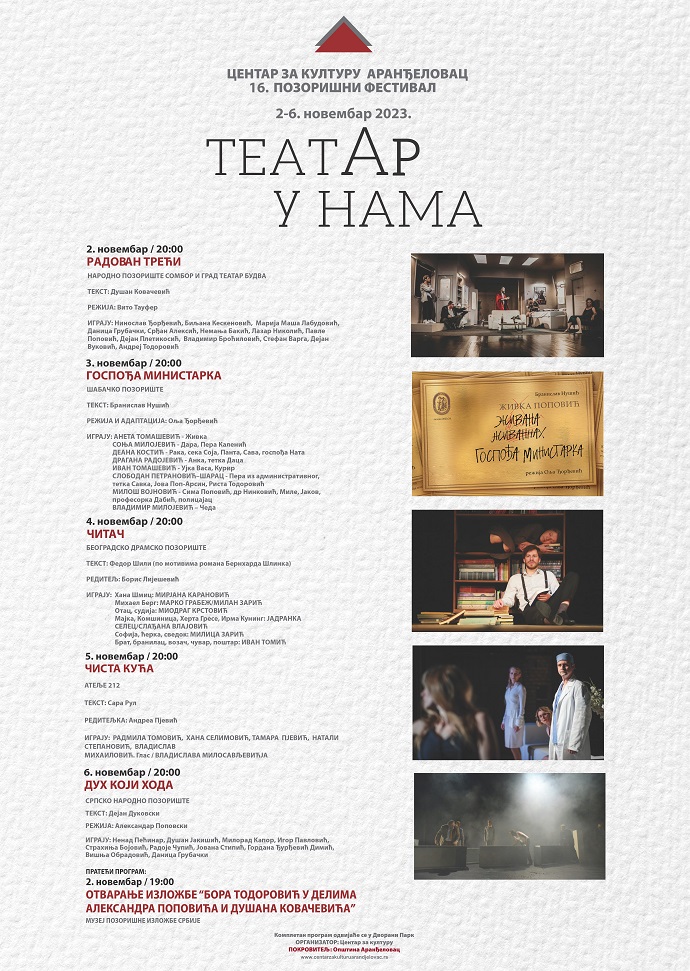 ЦЕНТАР ЗА КУЛТУРУ АРАНЂЕЛОВАЦ
16. ПОЗОРИШНИ ФЕСТИВАЛ
2-6. новембар 2023.
ТЕАТАР
У НАМА
2. новембар / 20:00
РАДОВАН ТРЕЋИ
НАРОДНО ПОЗОРИШТЕ СОМБОР И ГРАД ТЕАТАР БУДВА
ТЕКСТ: Душан Ковачевић
РЕЖИЈА: Вито Тауфер
ИГРАЈУ: Нинослав Ђорђевић, Биљана Кескеновић, Марија Маша Лабудовић,
Даница Грубачки, Срђан Алексић, Немања Бакић, Лазар Николић, Павле
Поповић, Дејан Плетикосић, Владимир Броћиловић, Стефан Варга, Дејан
Вуковић, Андреј Тодоровић
3. новембар / 20:00
ГОСПОЂА МИНИСТАРКА
ШАБАЧКО ПОЗОРИШТЕ
ТЕКСТ: Бранислав Нушић
РЕЖИЈА И АДАПТАЦИЈА: Оља Ђорђевић
ИГРАЈУ: АНЕТА ТОМАШЕВИЋ - Живка
СОЊА МИЛОЈЕВИЋ - Дара, Пера Каленић
ДЕАНА КОСТИЋ - Рака, сека Соја, Панта, Сава, госпођа Ната
ДРАГАНА РАДОЈЕВИЋ - Анка, тетка Даца
ИВАН ТОМАШЕВИЋ - Ујка Васа, Курир
СЛОБОДАН ПЕТРАНОВИЋ–ШАРАЦ - Пера из административног,
тетка Савка, Јова Поп-Арсин, Риста Тодоровић
МИЛОШ ВОЈНОВИЋ - Сима Поповић, др Нинковић, Миле, Јаков,
професорка Дабић, полицајац
ВЛАДИМИР МИЛОЈЕВИЋ – Чеда
Бранислав Нушић
ЖИВКА ПОПОВИЋ
ЖИВАНА
ЖИВАННАХ
ГОСПОЂА МИНИСТАРКА
режија Оља Ђорђевић
4. новембар / 20:00
ЧИТАЧ
БЕОГРАДСКО ДРАМСКО ПОЗОРИШТЕ
ТЕКСТ: Федор Шили (по мотивима романа Бернхарда Шлинка)
РЕДИТЕЉ: Борис Лијешевић
ИГРАЈУ: Хана Шмиц: МИРЈАНА КАРАНОВИЋ
Михаел Берг: МАРКО ГРАБЕЖ/МИЛАН ЗАРИЋ
Отац, судија: МИОДРАГ КРСТОВИЋ
Мајка, Комшиница, Херта Гресе, Ирма Кунинг: ЈАДРАНКА
СЕЛЕЦ/СЛАЂАНА ВЛАЈОВИЋ
Софија, ћерка, сведок: МИЛИЦА ЗАРИЋ
Брат, бранилац, возач, чувар, поштар: ИВАН ТОМИЋ
5. новембар / 20:00
ЧИСТА КУЋА
АТЕЉЕ 212
ТЕКСТ: Сара Рул
РЕДИТЕЉКА: Андреа Пјевић
ИГРАЈУ: РАДМИЛА ТОМОВИЋ, ХАНА СЕЛИМОВИЋ, ТАМАРА ПЈЕВИЋ, НАТАЛИ
СТЕПАНОВИЋ, ВЛАДИСЛАВ
МИХАИЛОВИЋ. Глас / ВЛАДИСЛАВА МИЛОСАВЉЕВИЋЈА
6. новембар / 20:00
ДУХ КОЈИ ХОДА
СРПСКО НАРОДНО ПОЗОРИШТЕ
ТЕКСТ: Дејан Дуковски
РЕЖИЈА: Александар Поповски
ИГРАЈУ: Ненад Пећинар, Душан Јакишић, Милорад Капор, Игор Павловић,
Страхиња Бојовић, Радоје Чупић, Јована Стипић, Гордана Ђурђевић Димић,
Вишња Обрадовић, Даница Грубачки
ПРАТЕЋИ ПРОГРАМ:
2. новембар / 19:00
ОТВАРАЊЕ ИЗЛОЖБЕ “БОРА ТОДОРОВИЋ У ДЕЛИМА
АЛЕКСАНДРА ПОПОВИЋА И ДУШАНА КОВАЧЕВИЋА”
МУЗЕЈ ПОЗОРИШНЕ ИЗЛОЖБЕ СРБИЈЕ
Комплетан програм одвијаће се у Дворани Парк
ОРГАНИЗАТОР: Центар за културу
ПОКРОВИТЕЉ: Општина Аранђеловац
www.centarzakulturuarandjelovac.rs